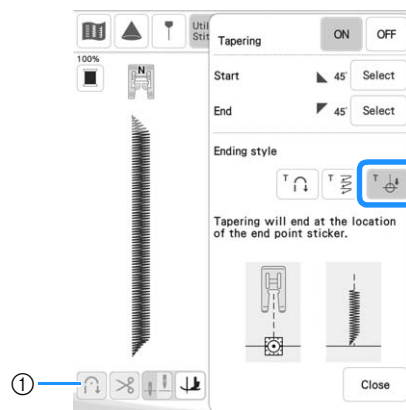 Util
Stit
Tapering
ON
OFF
100%
N
Start
45°
Select
End
45°
Select
Ending style
T
T
T
Tapering will end at the location
of the end point sticker.
①
Close